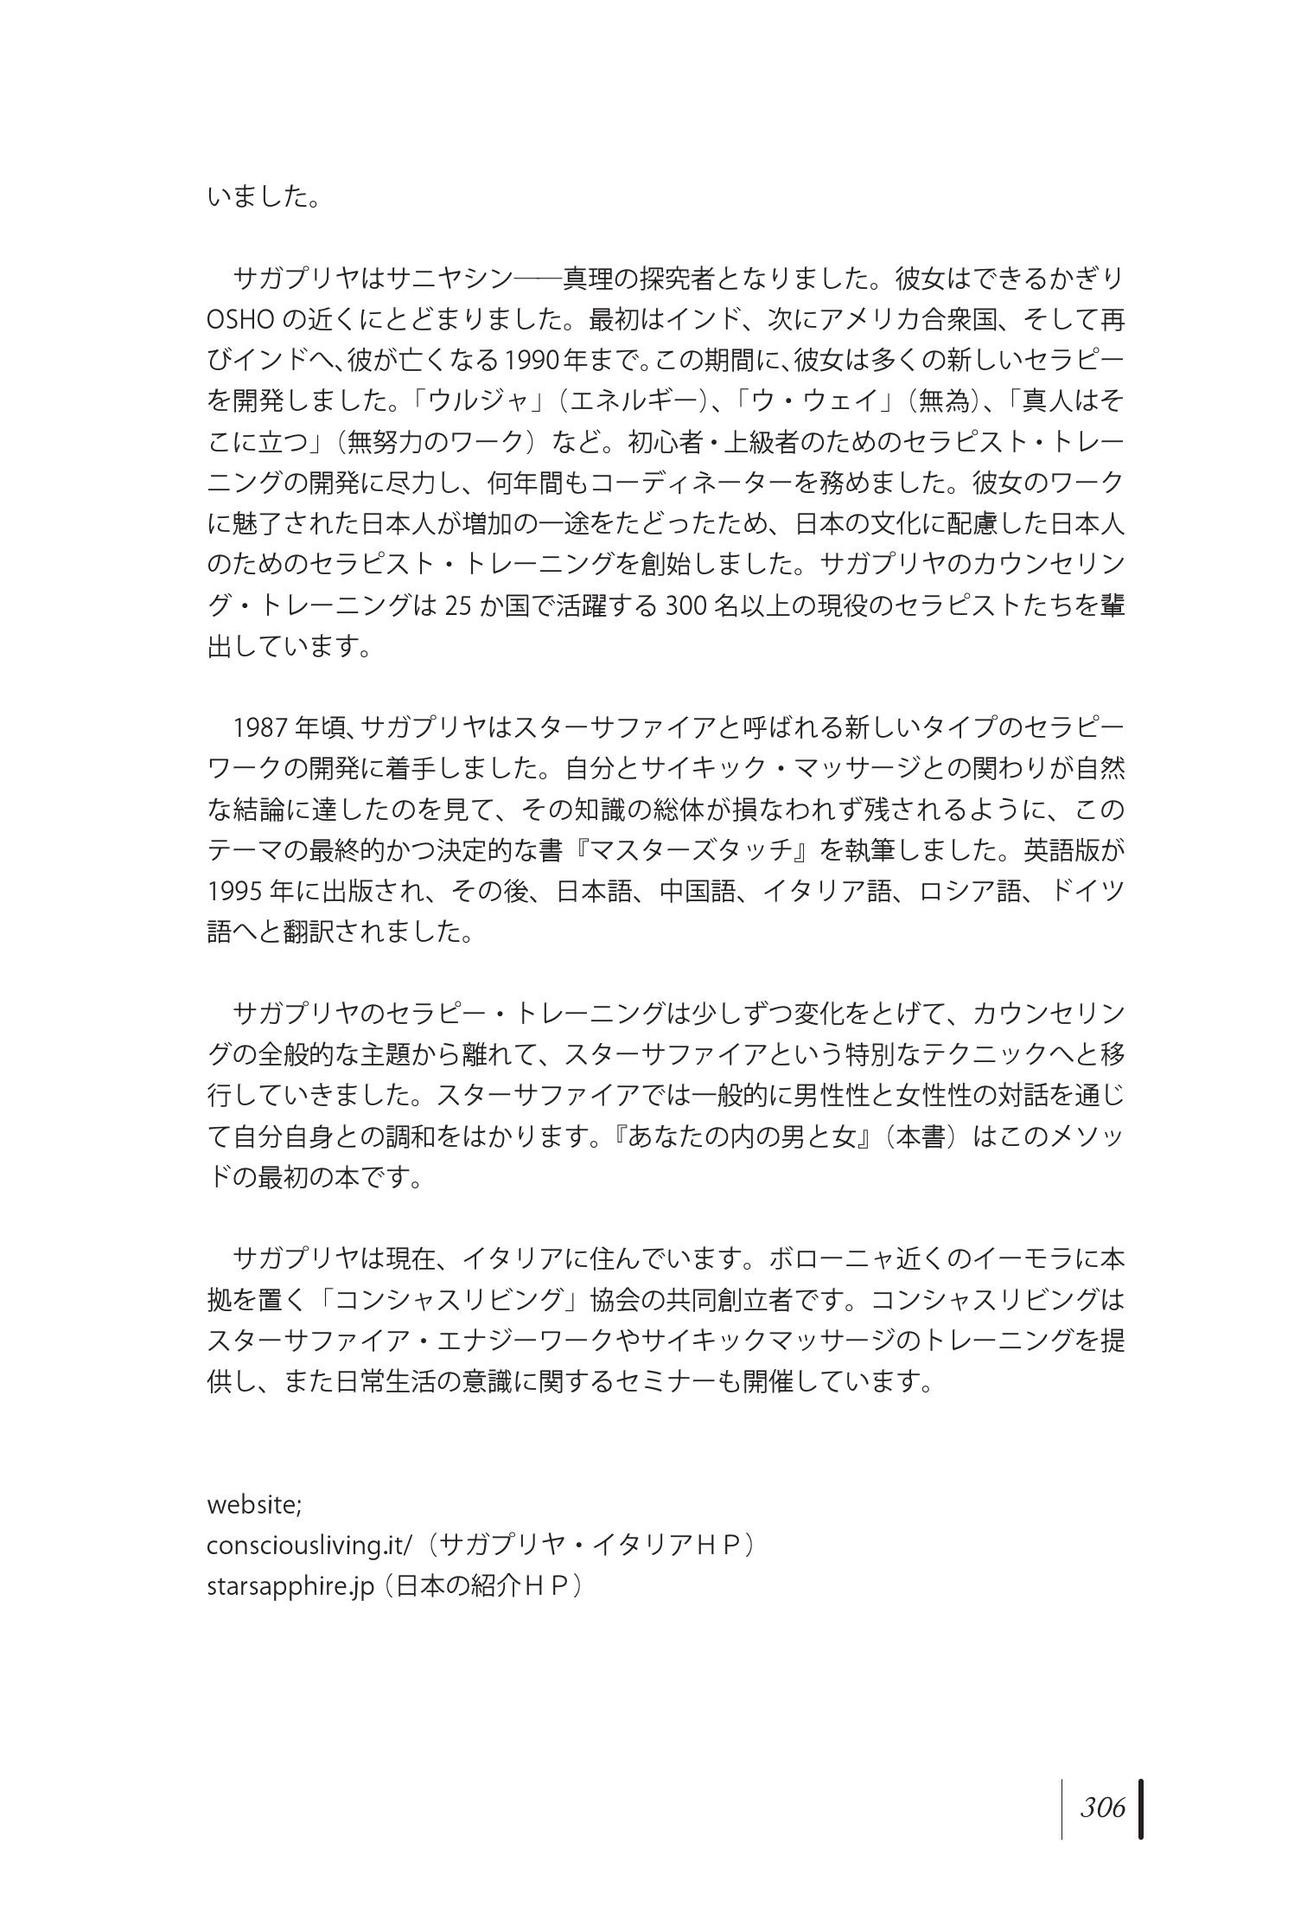 いました。
サガプリヤはサニヤシン――真理の探究者となりました。彼女はできるかぎり
OSHO の近くにとどまりました。最初はインド、次にアメリカ合衆国、そして再
びインドへ、彼が亡くなる 1990 年まで。この期間に、彼女は多くの新しいセラピー
を開発しました。「ウルジャ」（エネルギー）、「ウ・ウェイ」（無為）、「真人はそ
こに立つ」（無努力のワーク）など。初心者・上級者のためのセラピスト・トレー
ニングの開発に尽力し、何年間もコーディネーターを務めました。彼女のワーク
に魅了された日本人が増加の一途をたどったため、日本の文化に配慮した日本人
のためのセラピスト・トレーニングを創始しました。サガプリヤのカウンセリン
グ・トレーニングは 25 か国で活躍する 300 名以上の現役のセラピストたちを輩
出しています。
1987 年頃、サガプリヤはスターサファイアと呼ばれる新しいタイプのセラピー
ワークの開発に着手しました。自分とサイキック・マッサージとの関わりが自然
な結論に達したのを見て、その知識の総体が損なわれず残されるように、この
テーマの最終的かつ決定的な書『マスターズタッチ』を執筆しました。英語版が
1995 年に出版され、その後、日本語、中国語、イタリア語、ロシア語、ドイツ
語へと翻訳されました。
サガプリヤのセラピー・トレーニングは少しずつ変化をとげて、カウンセリン
グの全般的な主題から離れて、スターサファイアという特別なテクニックへと移
行していきました。スターサファイアでは一般的に男性性と女性性の対話を通じ
て自分自身との調和をはかります。『あなたの内の男と女』（本書）はこのメソッ
ドの最初の本です。
サガプリヤは現在、イタリアに住んでいます。ボローニャ近くのイーモラに本
拠を置く「コンシャスリビング」協会の共同創立者です。コンシャスリビングは
スターサファイア・エナジーワークやサイキックマッサージのトレーニングを提
供し、また日常生活の意識に関するセミナーも開催しています。
website;
consciousliving.it/（サガプリヤ・イタリアＨＰ）
starsapphire.jp（日本の紹介ＨＰ）
306